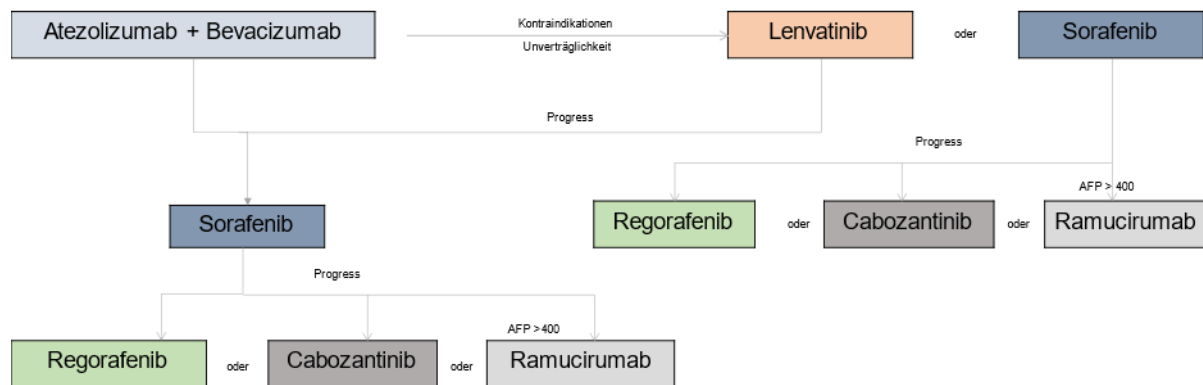 Atezolizumab + Bevacizumab
Kontraindikationen
Unverträglichkeit
Lenvatinib
oder
Sorafenib
Progress
Progress
AFP > 400
Sorafenib
Regorafenib
oder
Cabozantinib
oder
Ramucirumab
Progress
AFP >400
Regorafenib
oder
Cabozantinib
oder
Ramucirumab